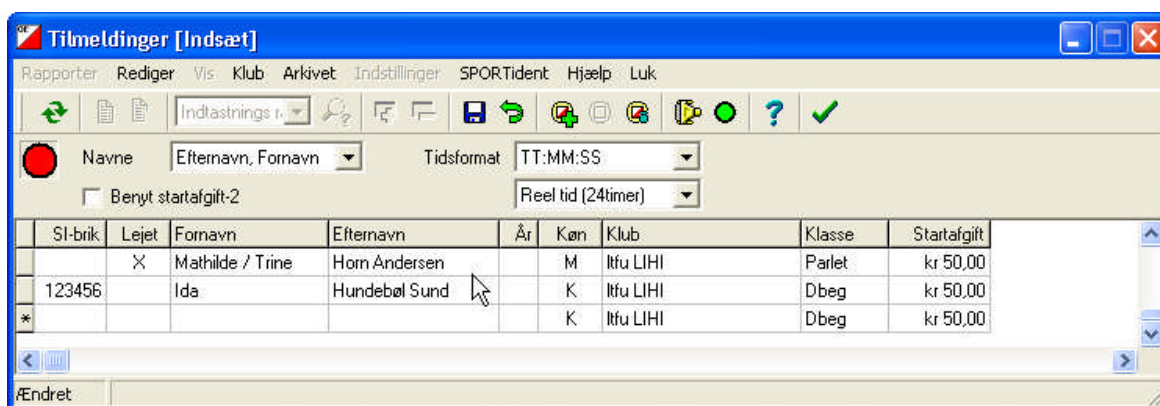 OE
Tilmeldinger [Indsæt]
Rapporter Rediger Vis Klub Arkivet Indstillinger SPORTident Hjælp Luk
Indtastnings r.
Navne Efternavn, Fornavn Tidsformat TT:MM:SS
Benyt startafgift-2 Reel tid (24timer)
SI-brik Lejet Fornavn Efternavn År Køn Klub Klasse Startafgift
X Mathilde / Trine Horn Andersen M Itfu LIHI Parlet kr 50,00
123456 Ida Hundebøl Sund K Itfu LIHI Dbeg kr 50,00
* K Itfu LIHI Dbeg kr 50,00
Ændret